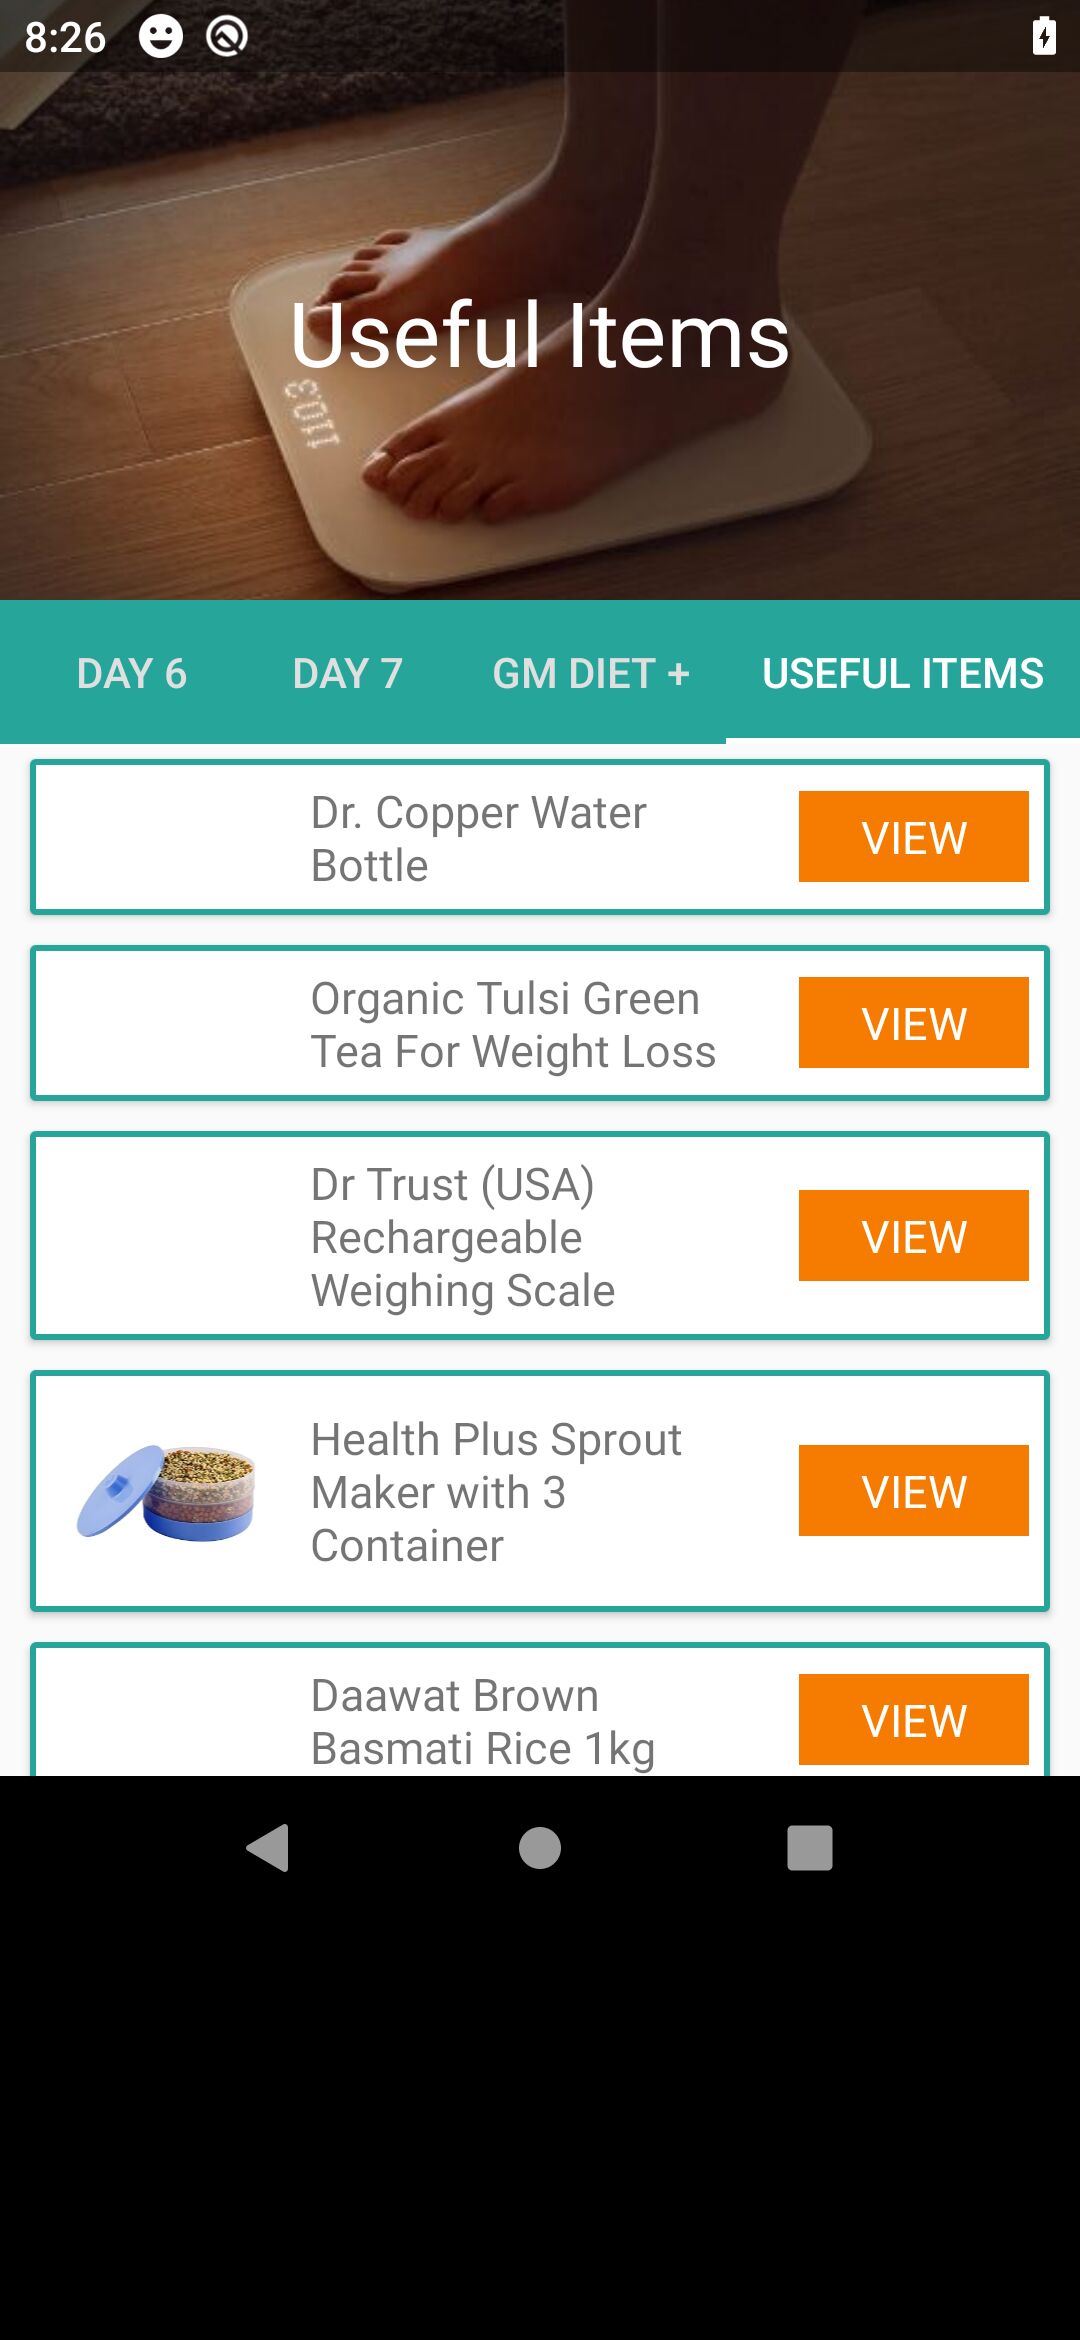 8:26
Useful Items
1103
DAY 6 DAY 7 GM DIET + USEFUL ITEMS
Dr. Copper Water
Bottle
VIEW
Organic Tulsi Green
Tea For Weight Loss
VIEW
Dr Trust (USA)
Rechargeable
Weighing Scale
VIEW
Health Plus Sprout
Maker with 3
Container
VIEW
Daawat Brown
Basmati Rice 1kg
VIEW